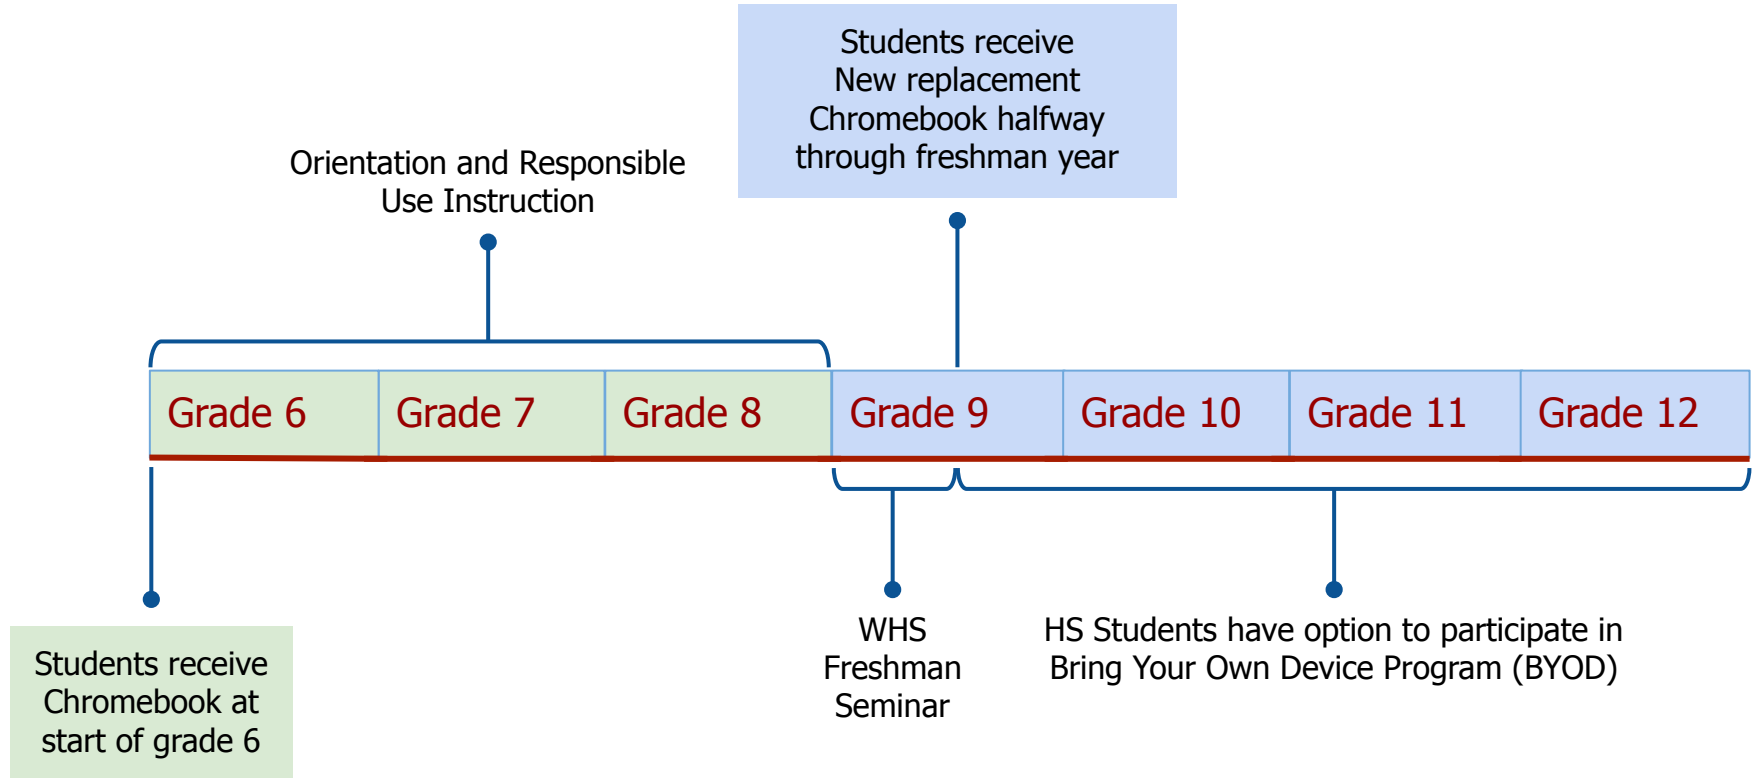 Students receive
New replacement
Chromebook halfway
through freshman year
Orientation and Responsible
Use Instruction
Grade 6
Grade 7
Grade 8
Grade 9
Grade 10
Grade 11
Grade 12
Students receive
Chromebook at
start of grade 6
WHS
Freshman
Seminar
HS Students have option to participate in
Bring Your Own Device Program (BYOD)